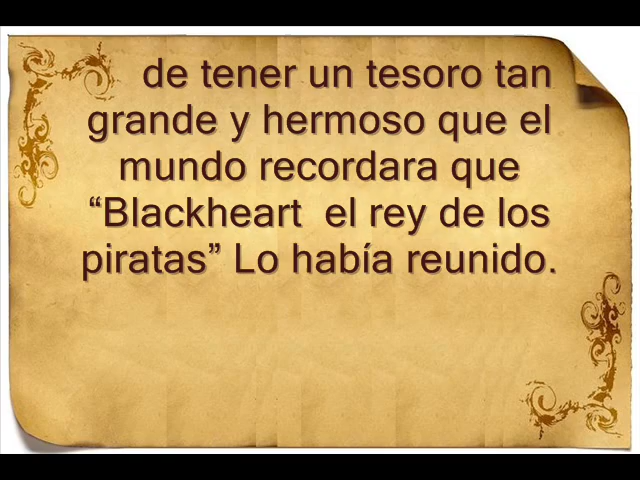 de tener un tesoro tan
grande y hermoso que el
mundo recordara que
“Blackheart  el rey de los
piratas” Lo había reunido.